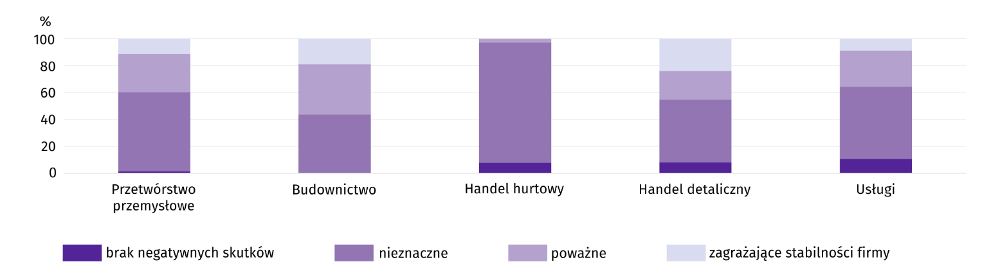 %
100
80
60
40
20
0
Przetwórstwo
przemysłowe
Budownictwo
Handel hurtowy
Handel detaliczny
Usługi
brak negatywnych skutków
nieznaczne
poważne
zagrażające stabilności firmy